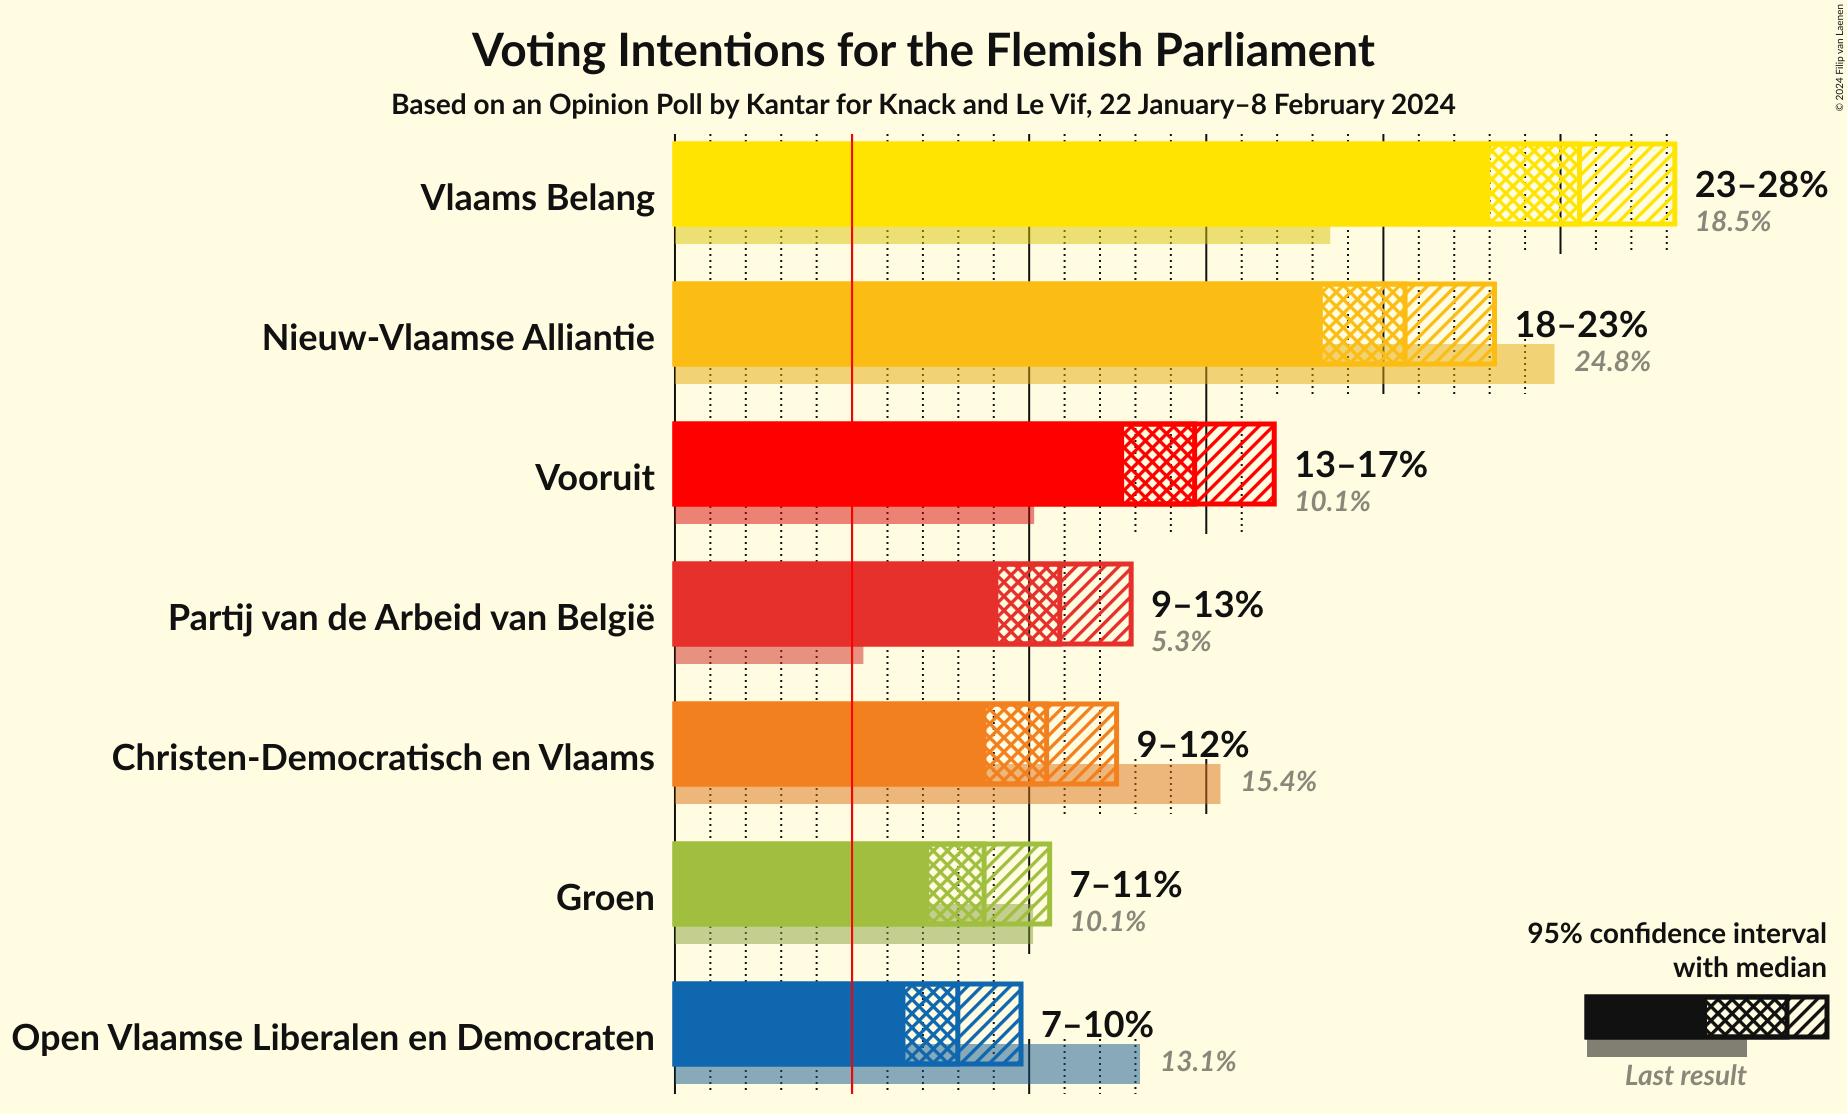 Voting Intentions for the Flemish Parliament
Based on an Opinion Poll by Kantar for Knack and Le Vif, 22 January–8 February 2024
© 2024 Filip van Laenen
Vlaams Belang
23–28%
18.5%
Nieuw-Vlaamse Alliantie
18–23%
24.8%
Vooruit
13–17%
10.1%
Partij van de Arbeid van België
9–13%
5.3%
Christen-Democratisch en Vlaams
9–12%
15.4%
Groen
7–11%
10.1%
Open Vlaamse Liberalen en Democraten
7–10%
13.1%
95% confidence interval
with median
Last result